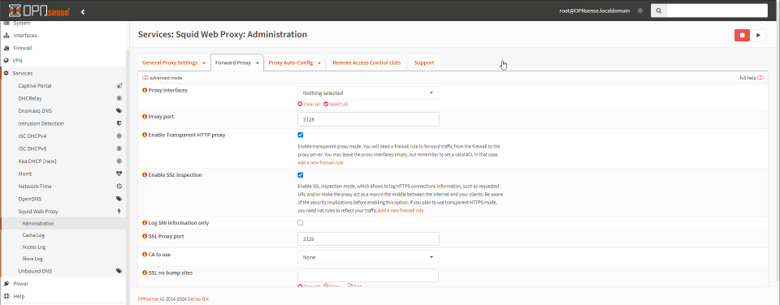 OPNsense
root@OPNsense.localdomain
System
Interfaces
Firewall
VPN
Services
Captive Portal
DHCRelay
Dnsmasq DNS
Intrusion Detection
ISC DHCPv4
ISC DHCPv6
Kea DHCP [new]
Monit
Network Time
OpenDNS
Squid Web Proxy
Administration
Cache Log
Access Log
Store Log
Unbound DNS
Power
Help
Services: Squid Web Proxy: Administration
General Proxy Settings
Forward Proxy
Proxy Auto-Config
Remote Access Control Lists
Support
advanced mode
full help
Proxy interfaces
Nothing selected
Clear All Select All
Proxy port
3128
Enable Transparent HTTP proxy
Enable transparent proxy mode. You will need a firewall rule to forward traffic from the firewall to the
proxy server. You may leave the proxy interfaces empty, but remember to set a valid ACL in that case.
Add a new firewall rule
Enable SSL inspection
Enable SSL inspection mode, which allows to log HTTPS connections information, such as requested
URL and/or make the proxy act as a man in the middle between the internet and your clients. Be aware
of the security implications before enabling this option. If you plan to use transparent HTTPS mode,
you need nat rules to reflect your traffic.Add a new firewall rule
Log SNI information only
SSL Proxy port
3129
CA to use
None
SSL no bump sites
OPNsense (c) 2014-2024 Deciso B.V.